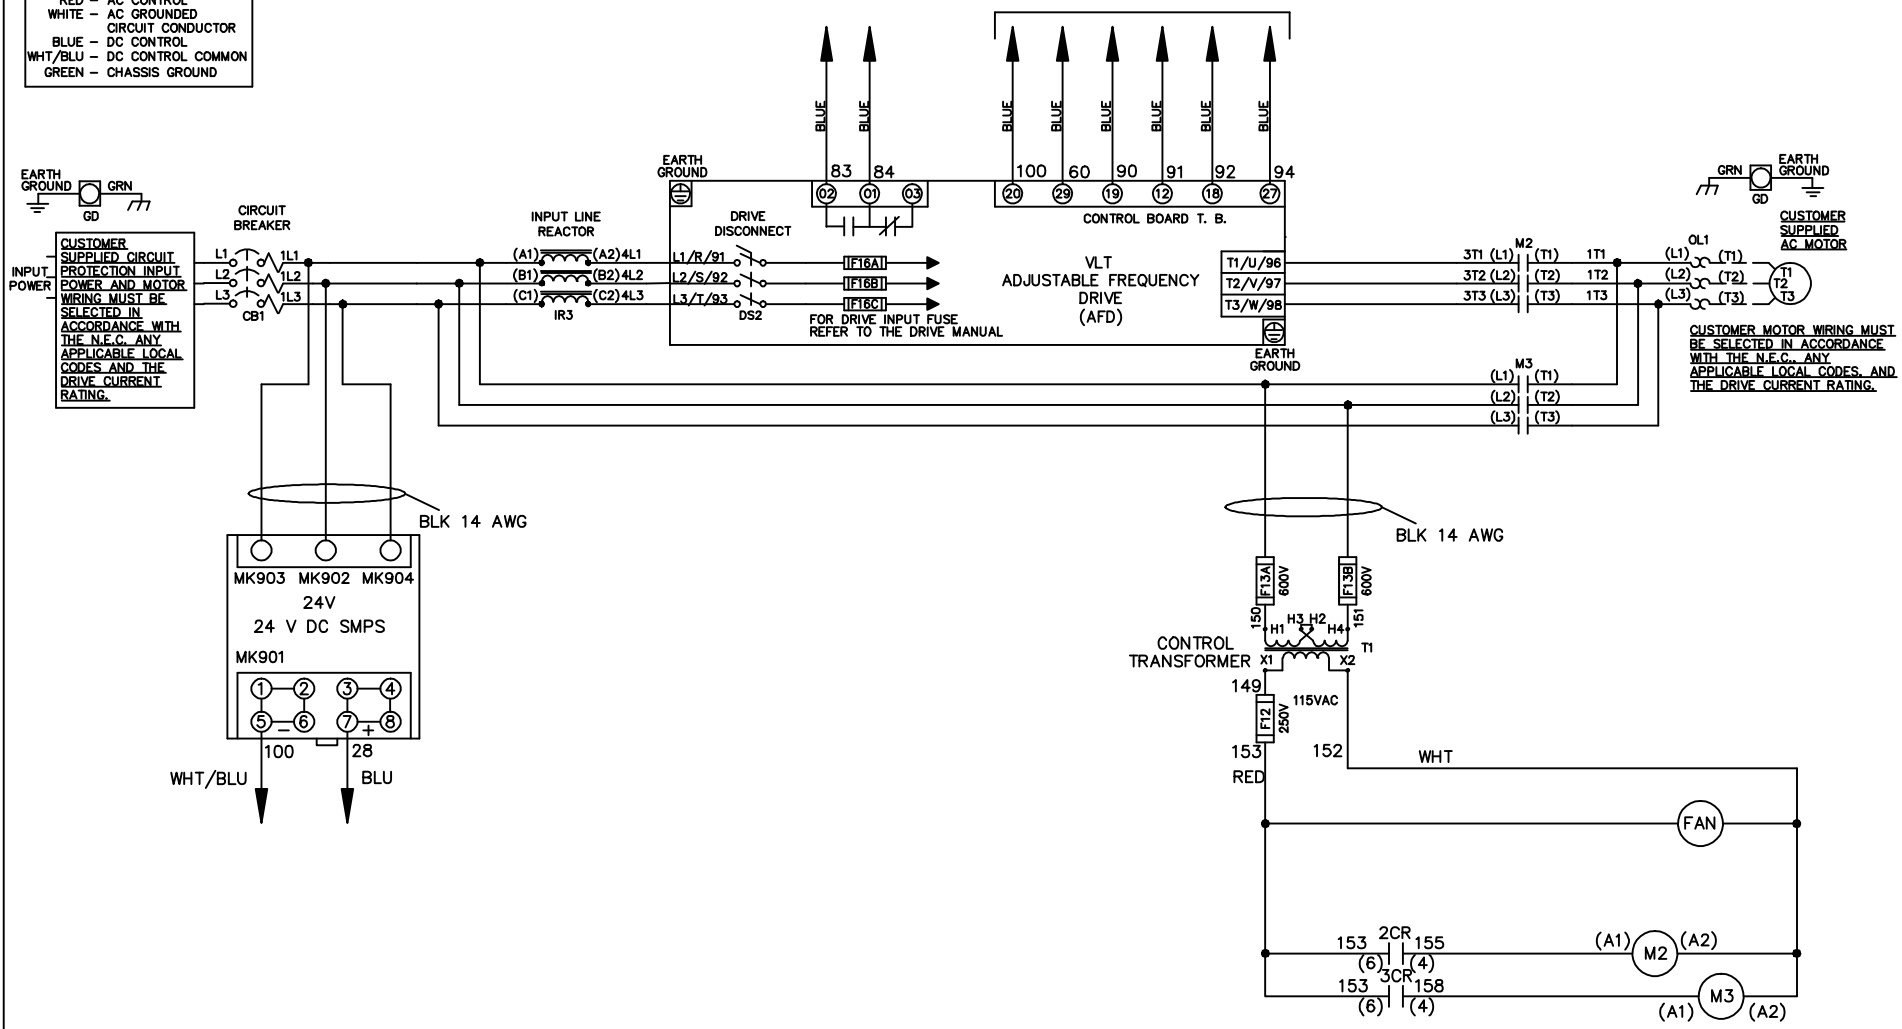 RED – AC CONTROL
WHITE – AC GROUNDED
CIRCUIT CONDUCTOR
BLUE – DC CONTROL
WHT/BLU – DC CONTROL COMMON
GREEN – CHASSIS GROUND
BLUE
BLUE
BLUE
BLUE
BLUE
BLUE
BLUE
BLUE
EARTH
GROUND
GRN
GD
CIRCUIT
BREAKER
INPUT
POWER
CUSTOMER
SUPPLIED CIRCUIT
PROTECTION INPUT
POWER AND MOTOR
WIRING MUST BE
SELECTED IN
ACCORDANCE WITH
THE N.E.C. ANY
APPLICABLE LOCAL
CODES AND THE
DRIVE CURRENT
RATING.
L1 1L1
L2 1L2
L3 1L3
CB1
INPUT LINE
REACTOR
(A1) (A2) 4L1
(B1) (B2) 4L2
(C1) (C2) 4L3
IR3
EARTH
GROUND
L1/R/91
L2/S/92
L3/T/93
DRIVE
DISCONNECT
DS2
83 84
02 01 03
F16A
F16B
F16C
FOR DRIVE INPUT FUSE
REFER TO THE DRIVE MANUAL
100 60 90 91 92 94
20 29 19 12 18 27
CONTROL BOARD T. B.
VLT
ADJUSTABLE FREQUENCY
DRIVE
(AFD)
T1/U/96
T2/V/97
T3/W/98
EARTH
GROUND
M2
3T1 (L1) (T1) 1T1
3T2 (L2) (T2) 1T2
3T3 (L3) (T3) 1T3
OL1
(L1) (T1)
(L2) (T2)
(L3) (T3)
T1
T2
T3
GRN
GD
EARTH
GROUND
CUSTOMER
SUPPLIED
AC MOTOR
CUSTOMER MOTOR WIRING MUST
BE SELECTED IN ACCORDANCE
WITH THE N.E.C., ANY
APPLICABLE LOCAL CODES, AND
THE DRIVE CURRENT RATING.
M3
(L1) (T1)
(L2) (T2)
(L3) (T3)
BLK 14 AWG
MK903 MK902 MK904
24V
24 V DC SMPS
MK901
1 2 3 4
5 6 7 8
– +
100 28
WHT/BLU BLU
BLK 14 AWG
F13A
600V
F13B
600V
150
151
H1 H3 H2 H4
T1
CONTROL
TRANSFORMER
X1 X2
149
115VAC
F12
250V
153
152
RED
WHT
FAN
153 2CR 155
(6) (4)
(A1) M2 (A2)
153 3CR 158
(6) (4)
(A1) M3 (A2)